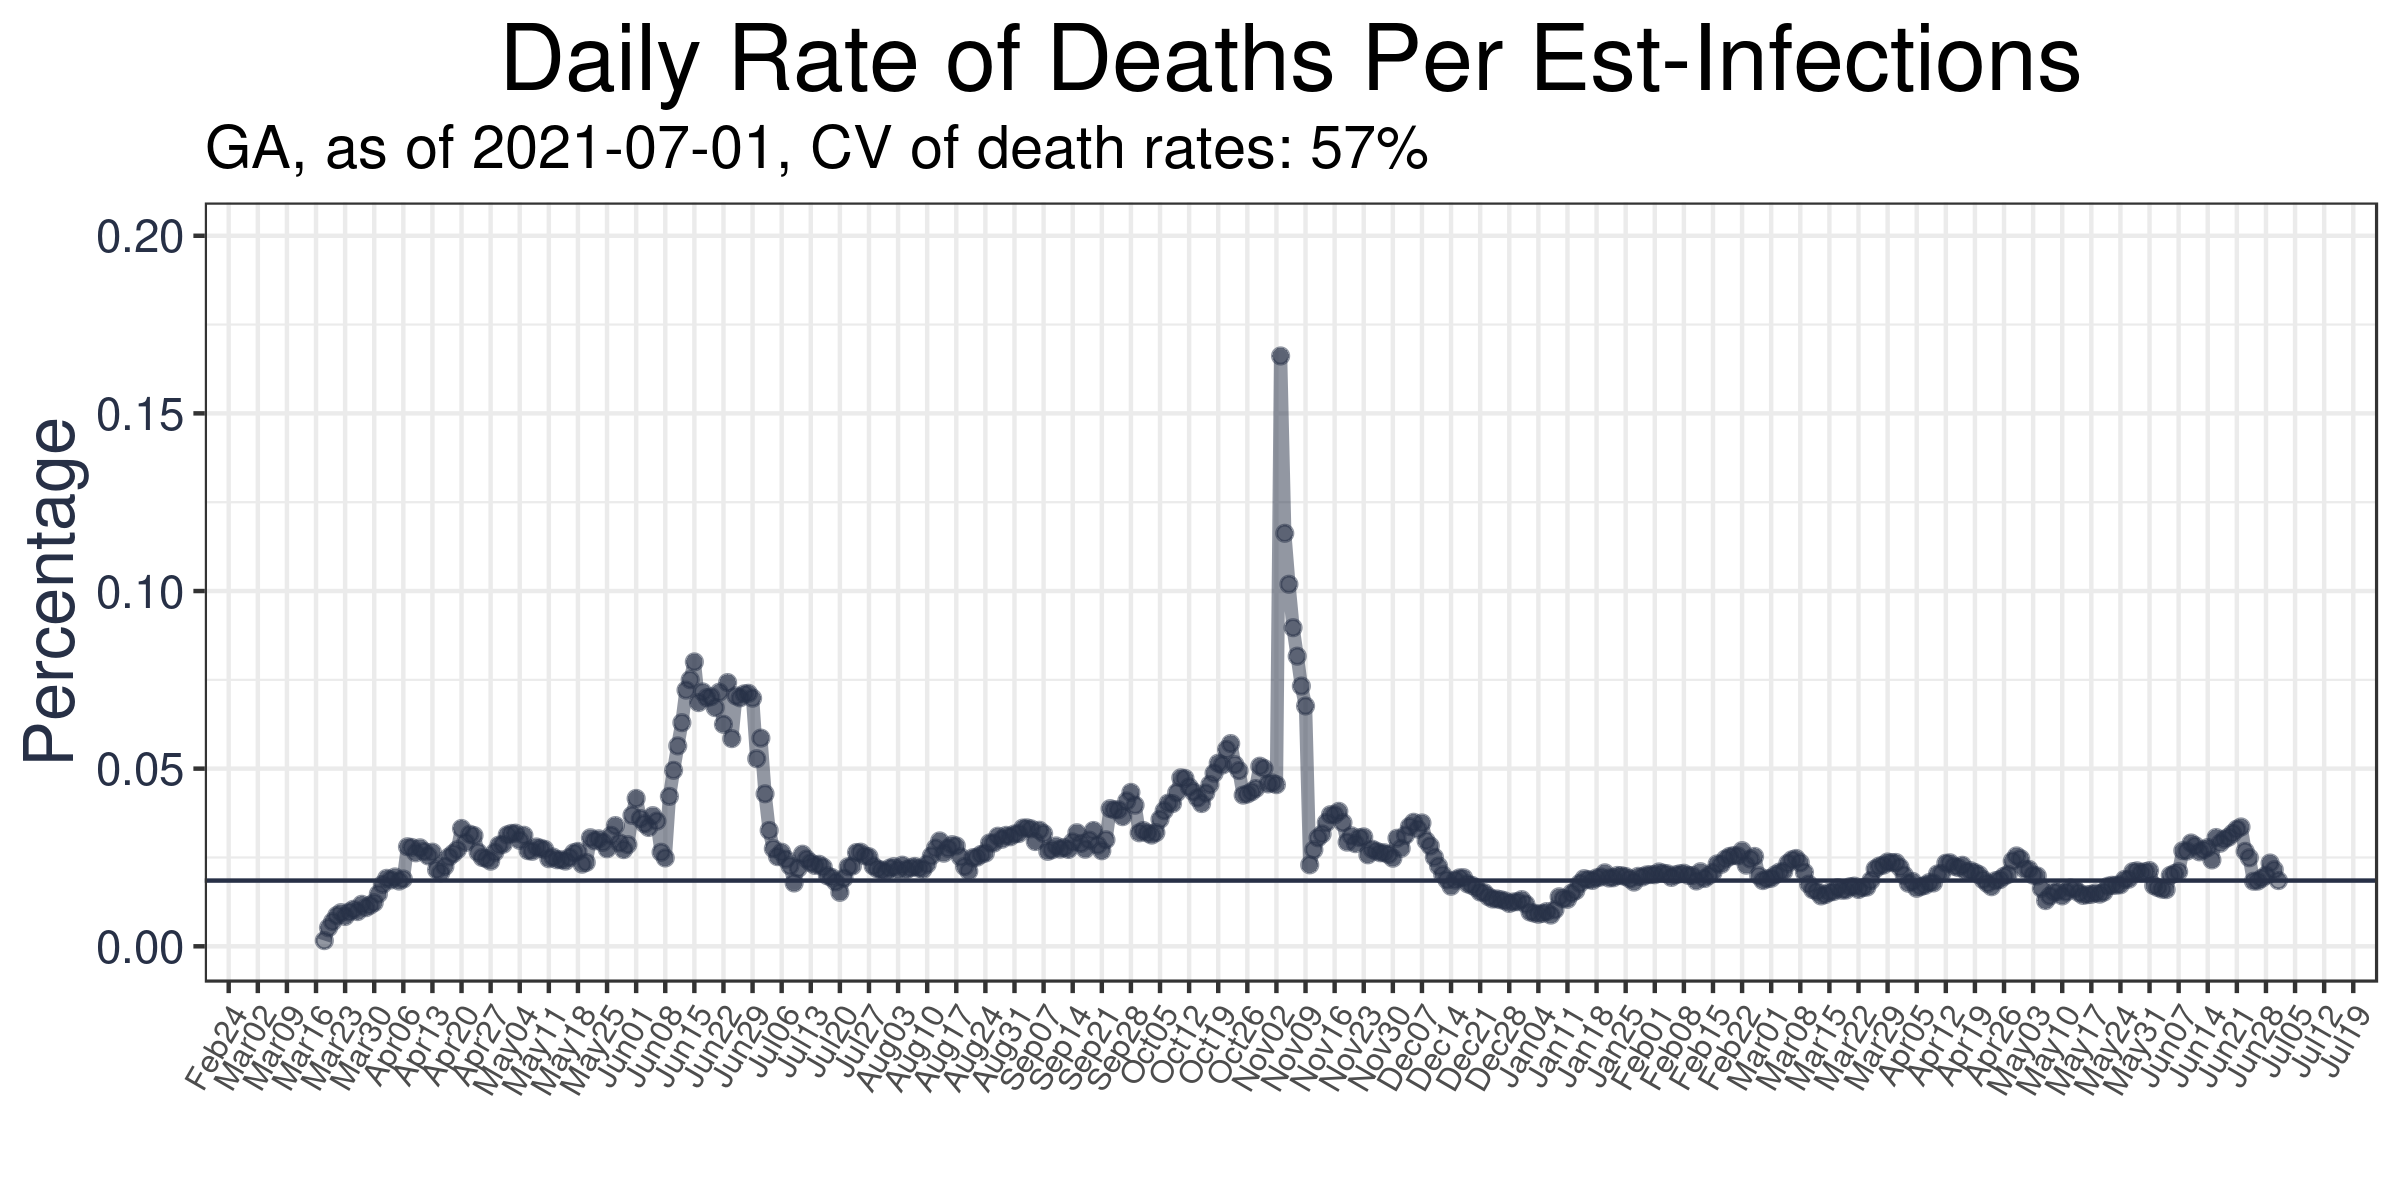 Daily Rate of Deaths Per Est-Infections
GA, as of 2021-07-01, CV of death rates: 57%
Percentage
0.20
0.15
0.10
0.05
0.00
Feb24
Mar02
Mar09
Mar16
Mar23
Mar30
Apr06
Apr13
Apr20
Apr27
May04
May11
May18
May25
Jun01
Jun08
Jun15
Jun22
Jun29
Jul06
Jul13
Jul20
Jul27
Aug03
Aug10
Aug17
Aug24
Aug31
Sep07
Sep14
Sep21
Sep28
Oct05
Oct12
Oct19
Oct26
Nov02
Nov09
Nov16
Nov23
Nov30
Dec07
Dec14
Dec21
Dec28
Jan04
Jan11
Jan18
Jan25
Feb01
Feb08
Feb15
Feb22
Mar01
Mar08
Mar15
Mar22
Mar29
Apr05
Apr12
Apr19
Apr26
May03
May10
May17
May24
May31
Jun07
Jun14
Jun21
Jun28
Jul05
Jul12
Jul19